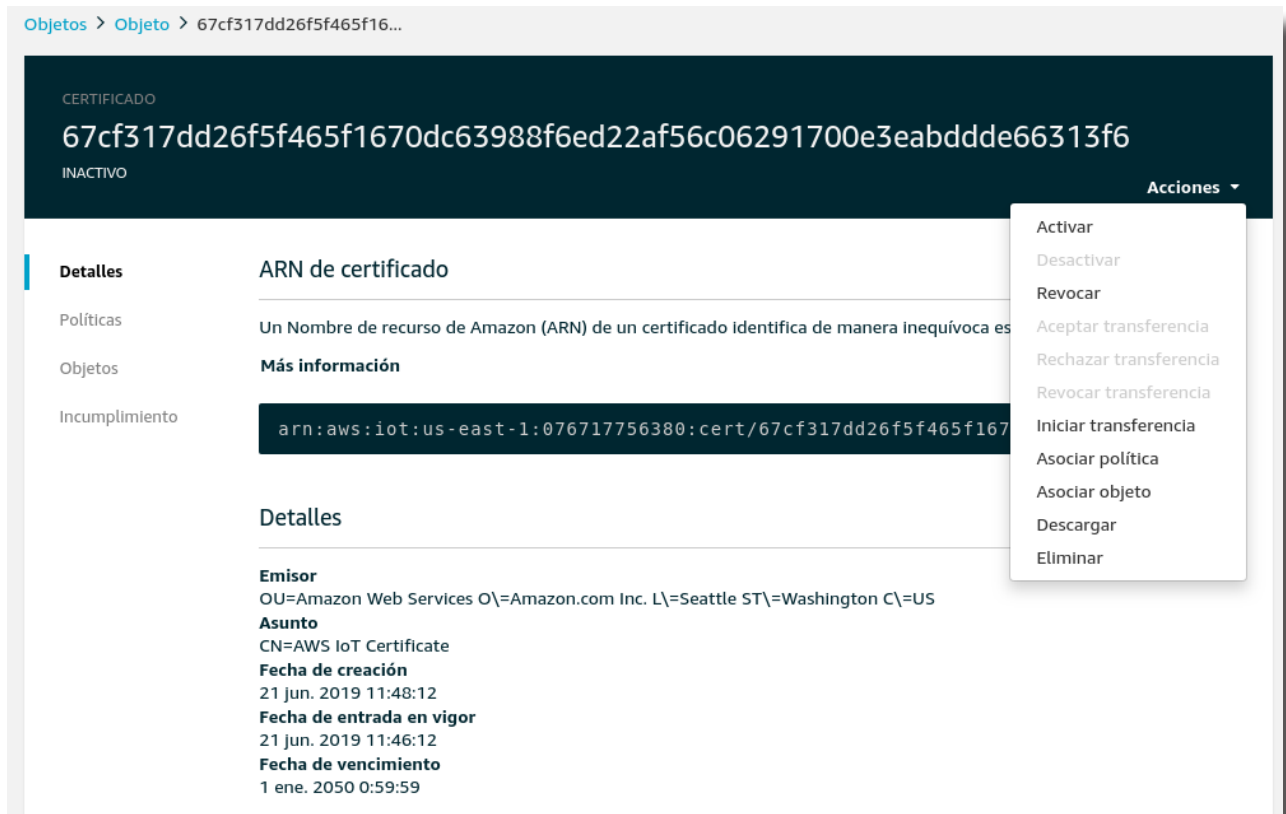 Objetos > Objeto > 67cf317dd26f5f465f16...
CERTIFICADO
67cf317dd26f5f465f1670dc63988f6ed22af56c06291700e3eabddde66313f6
INACTIVO
Acciones
Activar
Desactivar
Revocar
Aceptar transferencia
Rechazar transferencia
Revocar transferencia
Iniciar transferencia
Asociar política
Asociar objeto
Descargar
Eliminar
Detalles
Políticas
Objetos
Incumplimiento
ARN de certificado
Un Nombre de recurso de Amazon (ARN) de un certificado identifica de manera inequívoca es
Más información
arn:aws:iot:us-east-1:076717756380:cert/67cf317dd26f5f465f167
Detalles
Emisor
OU=Amazon Web Services O\=Amazon.com Inc. L\=Seattle ST\=Washington C\=US
Asunto
CN=AWS IoT Certificate
Fecha de creación
21 jun. 2019 11:48:12
Fecha de entrada en vigor
21 jun. 2019 11:46:12
Fecha de vencimiento
1 ene. 2050 0:59:59